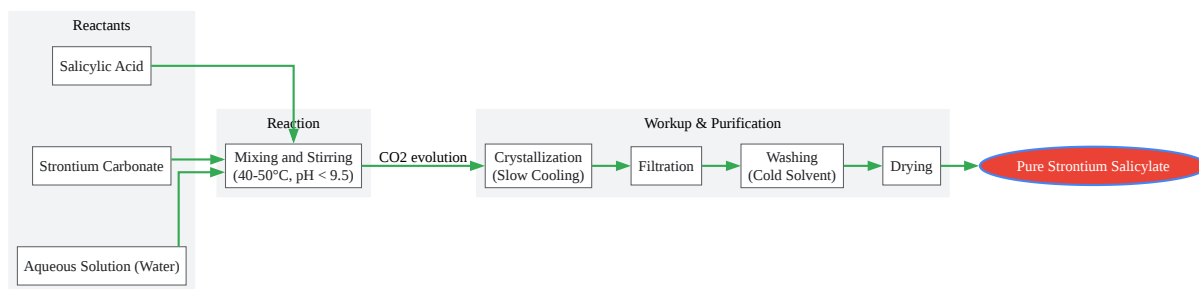 Reactants
Salicylic Acid
Strontium Carbonate
Aqueous Solution (Water)
Reaction
Mixing and Stirring
(40-50°C, pH < 9.5)
CO2 evolution
Workup & Purification
Crystallization
(Slow Cooling)
Filtration
Washing
(Cold Solvent)
Drying
Pure Strontium Salicylate